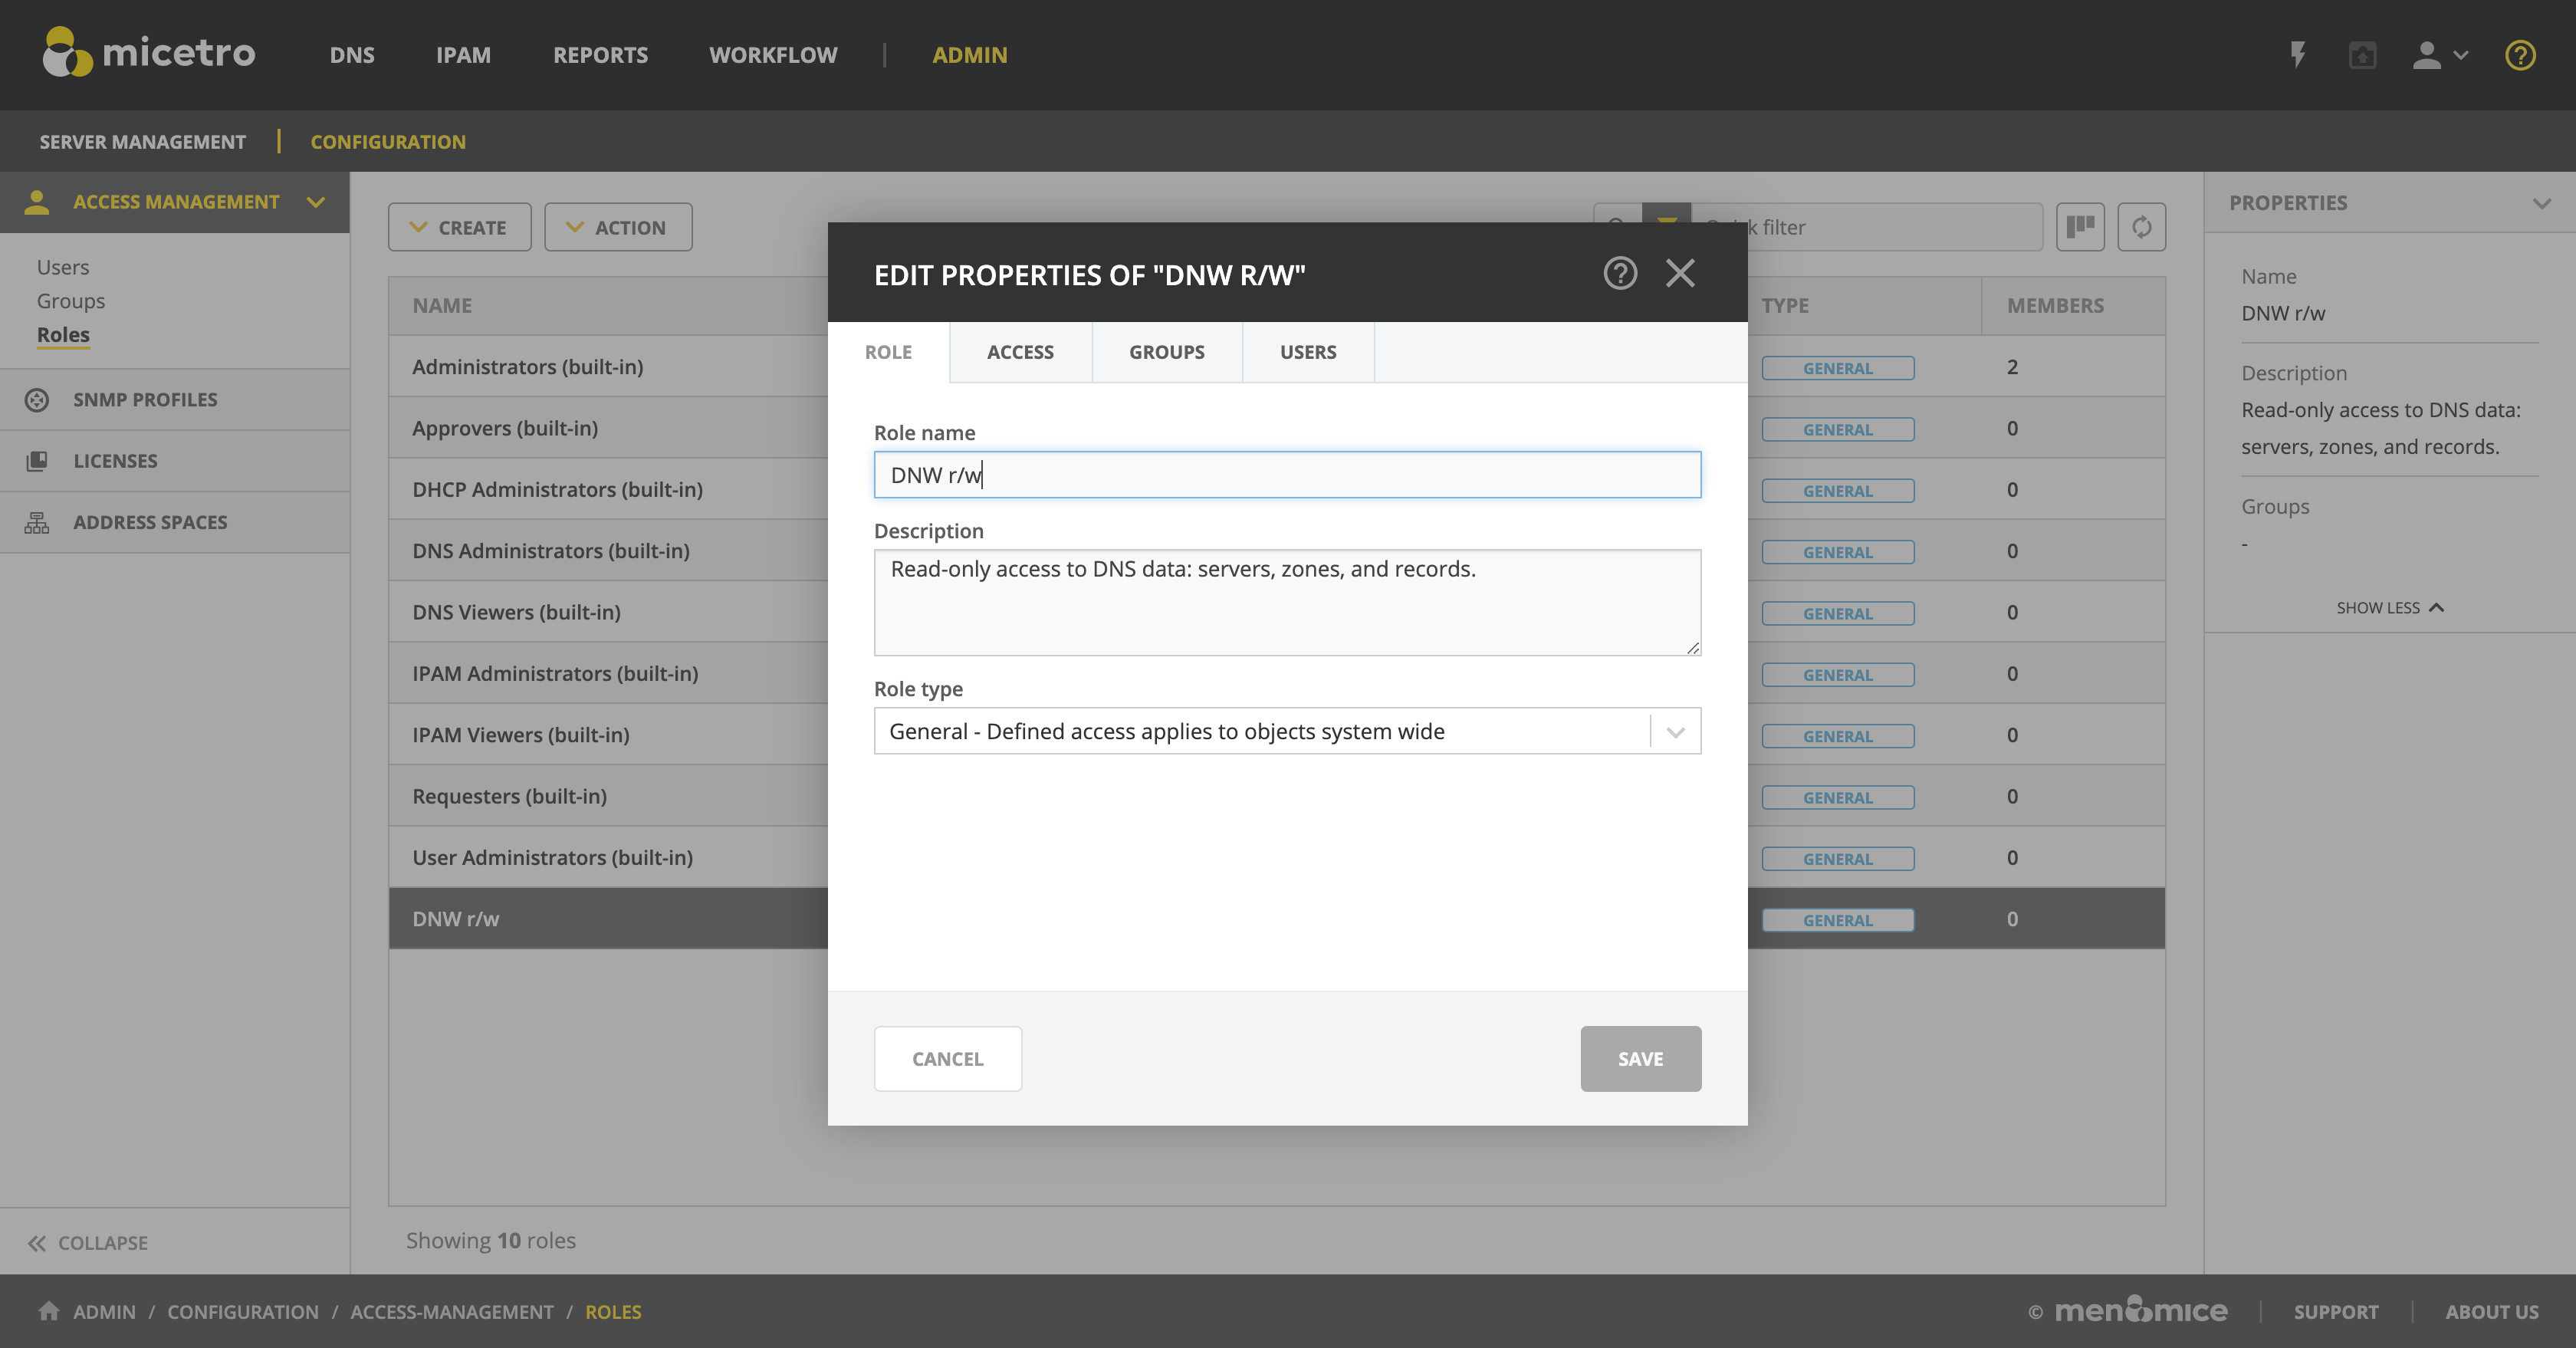 micetro DNS IPAM REPORTS WORKFLOW | ADMIN
SERVER MANAGEMENT | CONFIGURATION
ACCESS MANAGEMENT
Users
Groups
Roles
SNMP PROFILES
LICENSES
ADDRESS SPACES
COLLAPSE
CREATE ACTION
filter
NAME
TYPE MEMBERS
Administrators (built-in) GENERAL 2
Approvers (built-in) GENERAL 0
DHCP Administrators (built-in) GENERAL 0
DNS Administrators (built-in) GENERAL 0
DNS Viewers (built-in) GENERAL 0
IPAM Administrators (built-in) GENERAL 0
IPAM Viewers (built-in) GENERAL 0
Requesters (built-in) GENERAL 0
User Administrators (built-in) GENERAL 0
DNW r/w GENERAL 0
Showing 10 roles
EDIT PROPERTIES OF "DNW R/W"
ROLE ACCESS GROUPS USERS
Role name
DNW r/w
Description
Read-only access to DNS data: servers, zones, and records.
Role type
General - Defined access applies to objects system wide
CANCEL SAVE
PROPERTIES
Name
DNW r/w
Description
Read-only access to DNS data:
servers, zones, and records.
Groups
-
SHOW LESS
ADMIN / CONFIGURATION / ACCESS-MANAGEMENT / ROLES
© men&mice | SUPPORT | ABOUT US